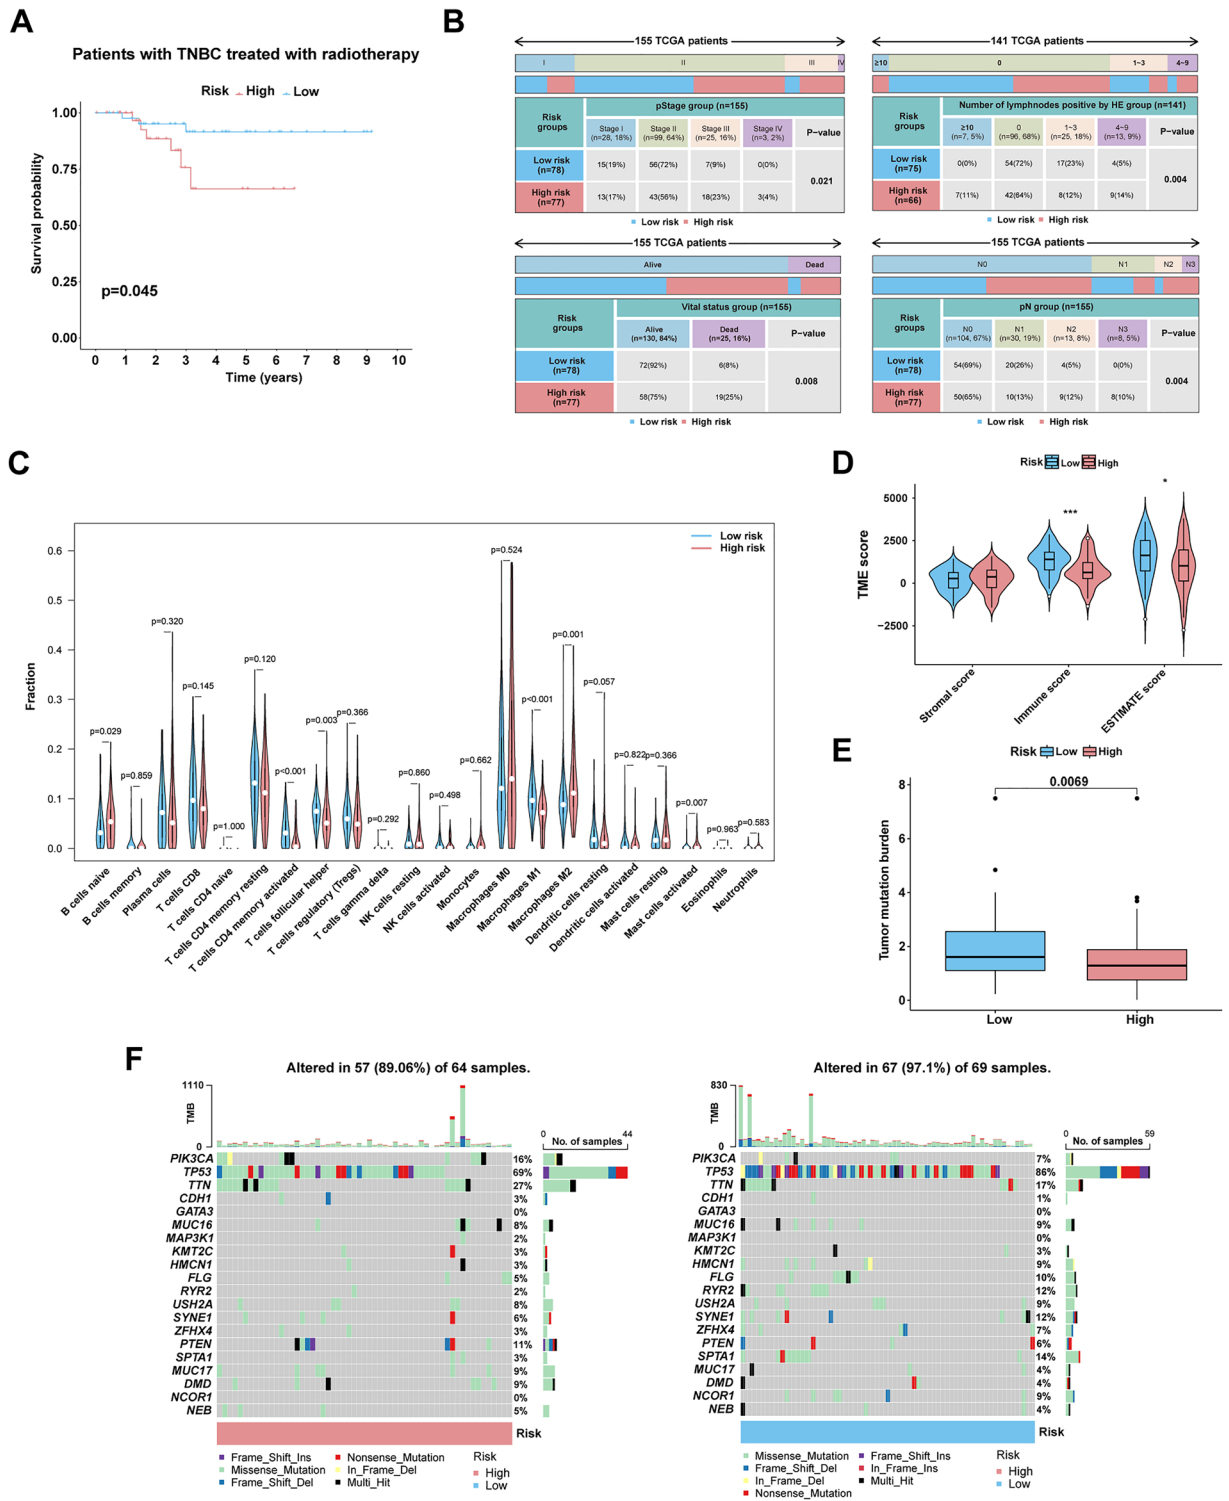 A
Patients with TNBC treated with radiotherapy
Risk High Low
Survival probability
1.00
0.75
0.50
0.25
0.00
p=0.045
0 1 2 3 4 5 6 7 8 9 10
Time (years)
B
155 TCGA patients
I II III IV
Risk groups
pStage group (n=155)
Stage I (n=28, 18%) Stage II (n=99, 64%) Stage III (n=25, 16%) Stage IV (n=3, 2%) P−value
Low risk (n=78) 15(19%) 56(72%) 7(9%) 0(0%) 0.021
High risk (n=77) 13(17%) 43(56%) 18(23%) 3(4%)
Low risk High risk
141 TCGA patients
≥10 0 1~3 4~9
Risk groups
Number of lymphnodes positive by HE group (n=141)
≥10 (n=7, 5%) 0 (n=96, 68%) 1~3 (n=25, 18%) 4~9 (n=13, 9%) P−value
Low risk (n=75) 0(0%) 54(72%) 17(23%) 4(5%) 0.004
High risk (n=66) 7(11%) 42(64%) 8(12%) 9(14%)
Low risk High risk
155 TCGA patients
Alive Dead
Risk groups
Vital status group (n=155)
Alive (n=130, 84%) Dead (n=25, 16%) P−value
Low risk (n=78) 72(92%) 6(8%) 0.008
High risk (n=77) 58(75%) 19(25%)
Low risk High risk
155 TCGA patients
N0 N1 N2 N3
Risk groups
pN group (n=155)
N0 (n=104, 67%) N1 (n=30, 19%) N2 (n=13, 8%) N3 (n=8, 5%) P−value
Low risk (n=78) 54(69%) 20(26%) 4(5%) 0(0%) 0.004
High risk (n=77) 50(65%) 10(13%) 9(12%) 8(10%)
Low risk High risk
C
Low risk
High risk
Fraction
0.6
0.5
0.4
0.3
0.2
0.1
0.0
p=0.029
p=0.859
p=0.320
p=0.145
p=1.000
p=0.120
p<0.001
p=0.003
p=0.366
p=0.292
p=0.860
p=0.498
p=0.662
p=0.524
p<0.001
p=0.001
p=0.057
p=0.822
p=0.366
p=0.007
p=0.963
p=0.583
B cells naive
B cells memory
Plasma cells
T cells CD8
T cells CD4 naive
T cells CD4 memory resting
T cells CD4 memory activated
T cells follicular helper
T cells regulatory (Tregs)
T cells gamma delta
NK cells resting
NK cells activated
Monocytes
Macrophages M0
Macrophages M1
Macrophages M2
Dendritic cells resting
Dendritic cells activated
Mast cells resting
Mast cells activated
Eosinophils
Neutrophils
D
Risk Low High
TME score
5000
2500
0
−2500
***
*
Stromal score
Immune score
ESTIMATE score
E
Risk Low High
Tumor mutation burden
8
6
4
2
0
0.0069
Low High
F
Altered in 57 (89.06%) of 64 samples.
1110
TMB
0
0 44
No. of samples
PIK3CA 16%
TP53 69%
TTN 27%
CDH1 3%
GATA3 0%
MUC16 8%
MAP3K1 2%
KMT2C 3%
HMCN1 3%
FLG 5%
RYR2 2%
USH2A 8%
SYNE1 6%
ZFHX4 3%
PTEN 11%
SPTA1 3%
MUC17 9%
DMD 9%
NCOR1 0%
NEB 5%
Risk
Frame_Shift_Ins Nonsense_Mutation Risk
Missense_Mutation In_Frame_Del High
Frame_Shift_Del Multi_Hit Low
Altered in 67 (97.1%) of 69 samples.
830
TMB
0
0 59
No. of samples
PIK3CA 7%
TP53 86%
TTN 17%
CDH1 1%
GATA3 0%
MUC16 9%
MAP3K1 0%
KMT2C 3%
HMCN1 9%
FLG 10%
RYR2 12%
USH2A 9%
SYNE1 12%
ZFHX4 7%
PTEN 6%
SPTA1 14%
MUC17 4%
DMD 4%
NCOR1 9%
NEB 4%
Risk
Missense_Mutation Frame_Shift_Ins Risk
Frame_Shift_Del In_Frame_Ins High
In_Frame_Del Multi_Hit Low
Nonsense_Mutation